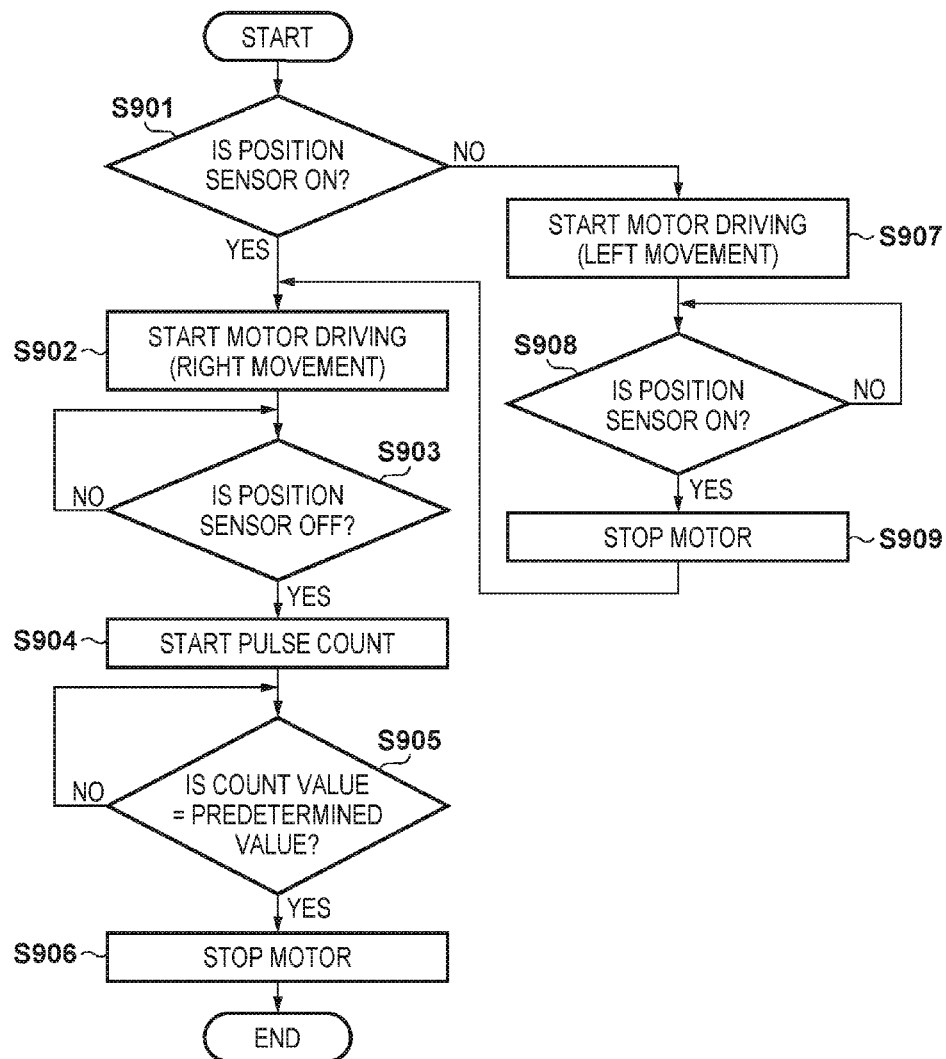 START
S901
IS POSITION
SENSOR ON?
NO
YES
START MOTOR DRIVING
(LEFT MOVEMENT)
S907
S902
START MOTOR DRIVING
(RIGHT MOVEMENT)
S908
IS POSITION
SENSOR ON?
NO
YES
S903
IS POSITION
SENSOR OFF?
NO
YES
STOP MOTOR
S909
S904
START PULSE COUNT
S905
IS COUNT VALUE
= PREDETERMINED
VALUE?
NO
YES
S906
STOP MOTOR
END